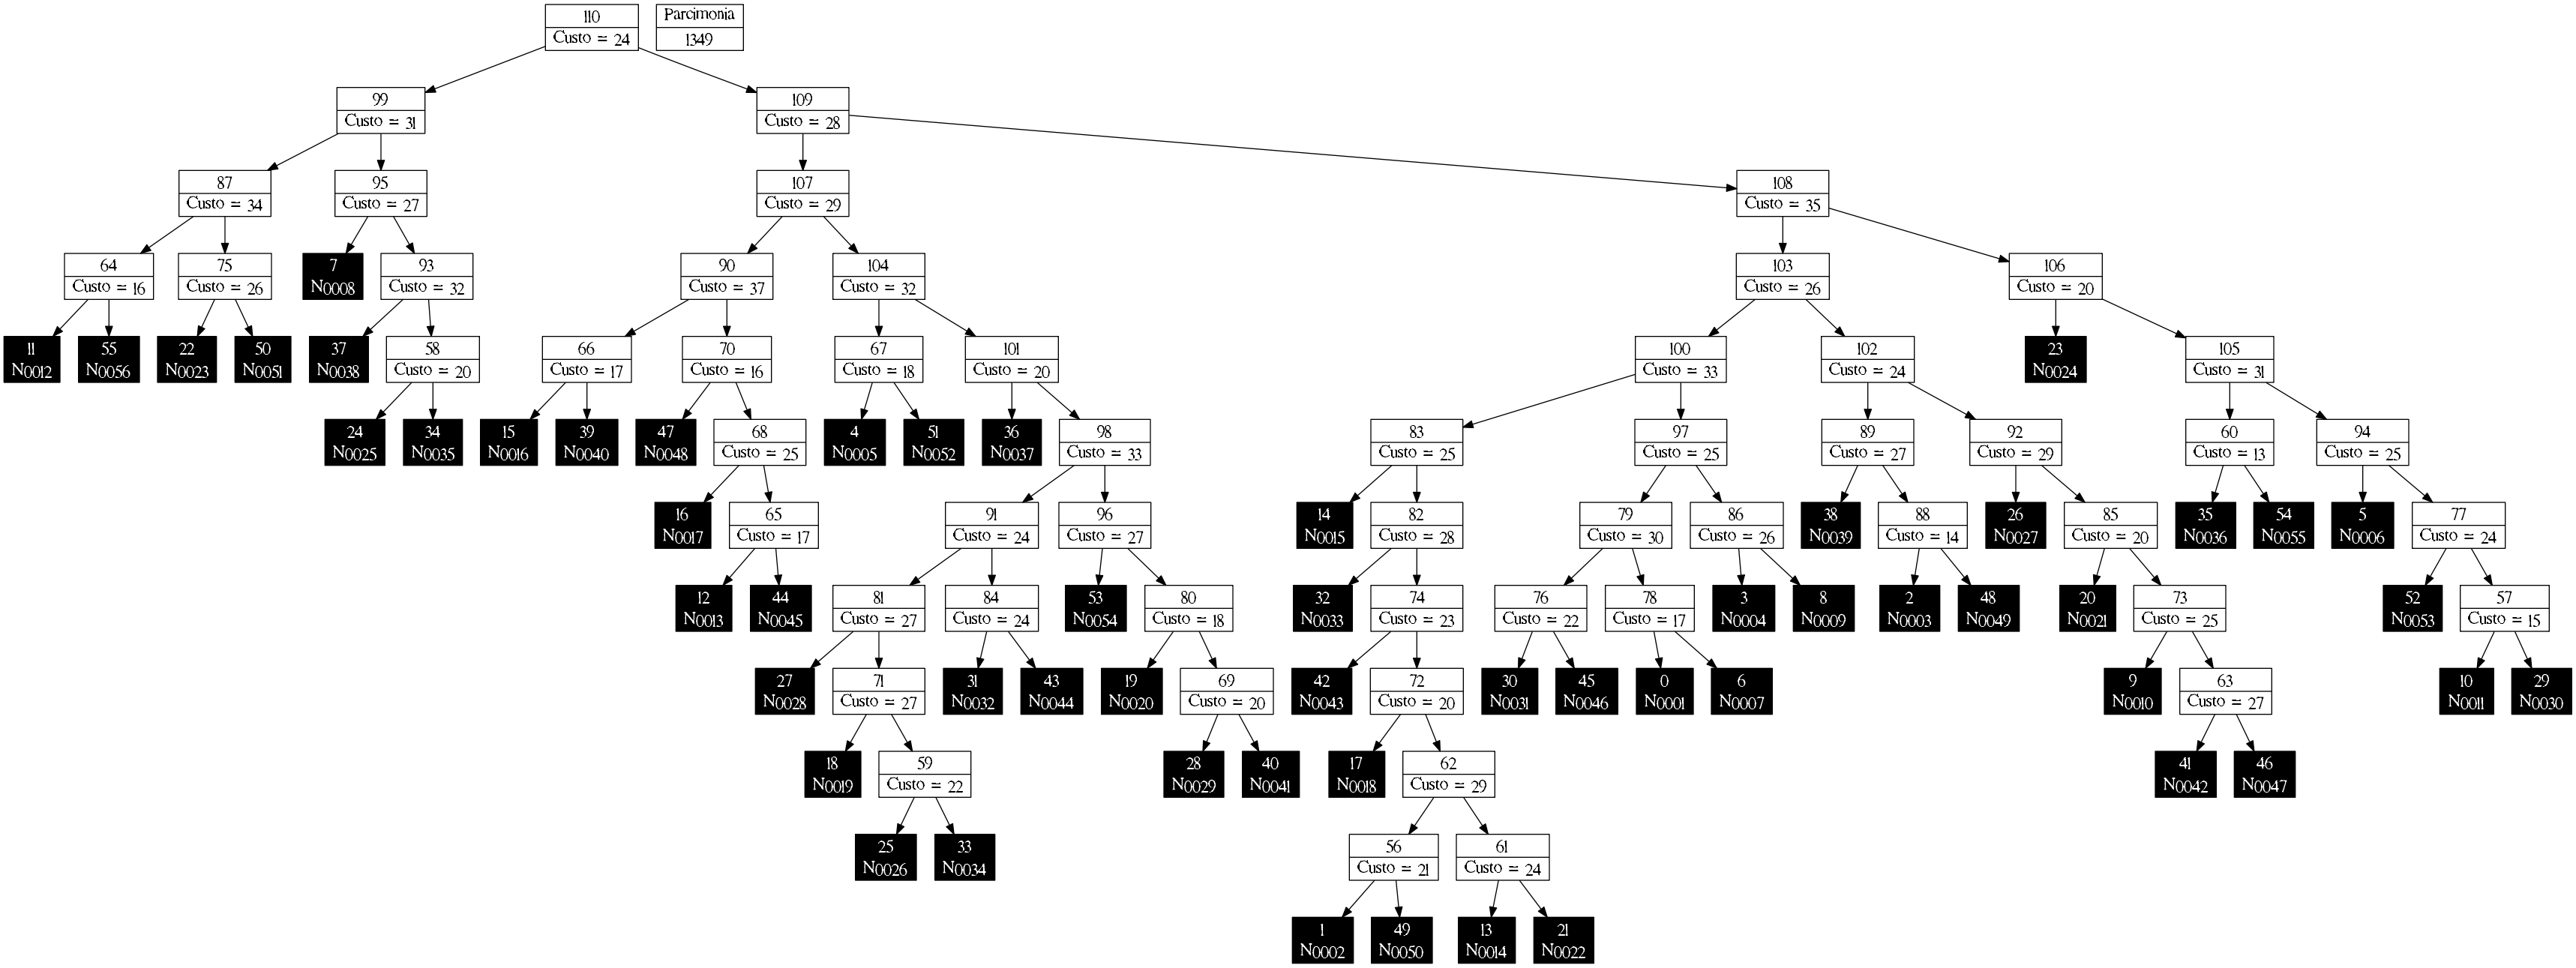 110
Custo = 24
Parcimonia
1349
99
Custo = 31
109
Custo = 28
87
Custo = 34
95
Custo = 27
107
Custo = 29
108
Custo = 35
64
Custo = 16
75
Custo = 26
7
N0008
93
Custo = 32
90
Custo = 37
104
Custo = 32
103
Custo = 26
106
Custo = 20
11
N0012
55
N0056
22
N0023
50
N0051
37
N0038
58
Custo = 20
66
Custo = 17
70
Custo = 16
67
Custo = 18
101
Custo = 20
100
Custo = 33
102
Custo = 24
23
N0024
105
Custo = 31
24
N0025
34
N0035
15
N0016
39
N0040
47
N0048
68
Custo = 25
4
N0005
51
N0052
36
N0037
98
Custo = 33
83
Custo = 25
97
Custo = 25
89
Custo = 27
92
Custo = 29
60
Custo = 13
94
Custo = 25
16
N0017
65
Custo = 17
91
Custo = 24
96
Custo = 27
14
N0015
82
Custo = 28
79
Custo = 30
86
Custo = 26
38
N0039
88
Custo = 14
26
N0027
85
Custo = 20
35
N0036
54
N0055
5
N0006
77
Custo = 24
12
N0013
44
N0045
81
Custo = 27
84
Custo = 24
53
N0054
80
Custo = 18
32
N0033
74
Custo = 23
76
Custo = 22
78
Custo = 17
3
N0004
8
N0009
2
N0003
48
N0049
20
N0021
73
Custo = 25
52
N0053
57
Custo = 15
27
N0028
71
Custo = 27
31
N0032
43
N0044
19
N0020
69
Custo = 20
42
N0043
72
Custo = 20
30
N0031
45
N0046
0
N0001
6
N0007
9
N0010
63
Custo = 27
10
N0011
29
N0030
18
N0019
59
Custo = 22
28
N0029
40
N0041
17
N0018
62
Custo = 29
41
N0042
46
N0047
25
N0026
33
N0034
56
Custo = 21
61
Custo = 24
1
N0002
49
N0050
13
N0014
21
N0022